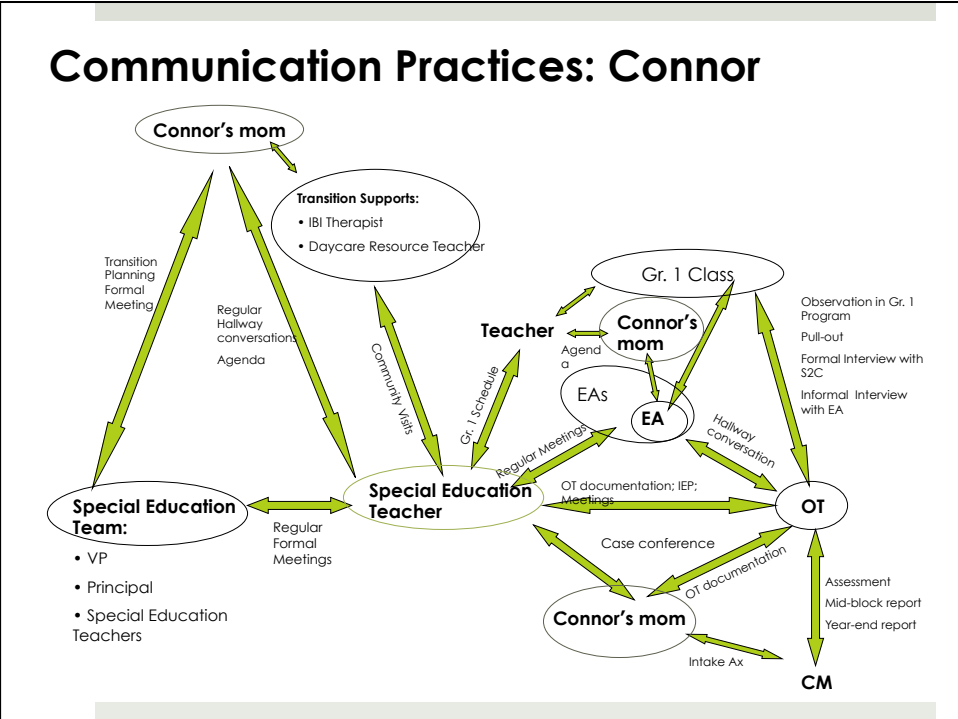 Communication Practices: Connor
Connor’s mom
Transition Supports:
• IBI Therapist
• Daycare Resource Teacher
Transition
Planning
Formal
Meeting
Regular
Hallway
conversations
Agenda
Community Visits
Gr. 1 Class
Teacher
Connor’s
mom
Agend
a
Gr. 1 Schedule
EAs
EA
Observation in Gr. 1
Program
Pull-out
Formal Interview with
S2C
Informal Interview
with EA
Regular Meetings
Hallway
conversation
Special Education
Team:
• VP
• Principal
• Special Education
Teachers
Regular
Formal
Meetings
Special Education
Teacher
OT documentation; IEP;
Meetings
OT
Case conference
OT documentation
Connor’s mom
Assessment
Mid-block report
Year-end report
Intake Ax
CM